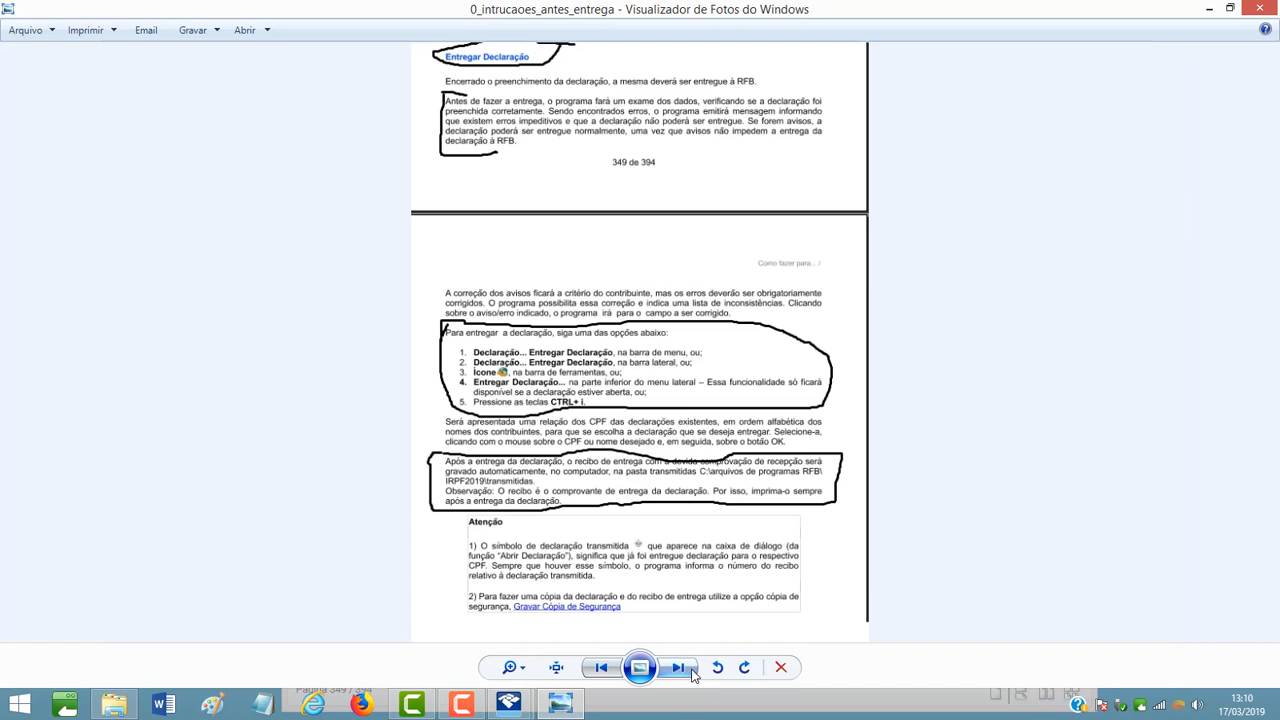 0_intrucaoes_antes_entrega - Visualizador de Fotos do Windows
Arquivo Imprimir Email Gravar Abrir
Entregar Declaração
Encerrado o preenchimento da declaração, a mesma deverá ser entregue à RFB.
Antes de fazer a entrega, o programa fará um exame dos dados, verificando se a declaração foi
preenchida corretamente. Sendo encontrados erros, o programa emitirá mensagem informando
que existem erros impeditivos e que a declaração não poderá ser entregue. Se forem avisos, a
declaração poderá ser entregue normalmente, uma vez que avisos não impedem a entrega da
declaração à RFB.
349 de 394
Como fazer para... /
A correção dos avisos ficará a critério do contribuinte, mas os erros deverão ser obrigatoriamente
corrigidos. O programa possibilita essa correção e indica uma lista de inconsistências. Clicando
sobre o aviso/erro indicado, o programa irá para o campo a ser corrigido.
Para entregar a declaração, siga uma das opções abaixo:
1. Declaração... Entregar Declaração, na barra de menu, ou;
2. Declaração... Entregar Declaração, na barra lateral, ou;
3. Ícone , na barra de ferramentas, ou;
4. Entregar Declaração... na parte inferior do menu lateral – Essa funcionalidade só ficará
disponível se a declaração estiver aberta, ou;
5. Pressione as teclas CTRL+ i.
Será apresentada uma relação dos CPF das declarações existentes, em ordem alfabética dos
nomes dos contribuintes, para que se escolha a declaração que se deseja entregar. Selecione-a,
clicando com o mouse sobre o CPF ou nome desejado e, em seguida, sobre o botão OK.
Após a entrega da declaração, o recibo de entrega com a devida comprovação de recepção será
gravado automaticamente, no computador, na pasta transmitidas C:\arquivos de programas RFB\
IRPF2019\transmitidas.
Observação: O recibo é o comprovante de entrega da declaração. Por isso, imprima-o sempre
após a entrega da declaração.
Atenção
1) O símbolo de declaração transmitida que aparece na caixa de diálogo (da
função "Abrir Declaração"), significa que já foi entregue declaração para o respectivo
CPF. Sempre que houver esse símbolo, o programa informa o número do recibo
relativo à declaração transmitida.
2) Para fazer uma cópia da declaração e do recibo de entrega utilize a opção cópia de
segurança, Gravar Cópia de Segurança
13:10
17/03/2019